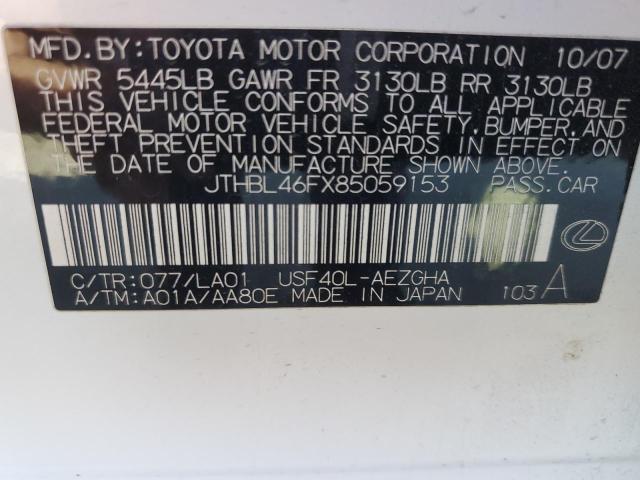 MFD.BY:TOYOTA MOTOR CORPORATION 10/07
GVWR 5445LB GAWR FR 3130LB RR 3130LB
THIS VEHICLE CONFORMS TO ALL APPLICABLE
FEDERAL MOTOR VEHICLE SAFETY,BUMPER,AND
THEFT PREVENTION STANDARDS IN EFFECT ON
THE DATE OF MANUFACTURE SHOWN ABOVE.
JTHBL46FX85059153 PASS.CAR
C/TR:077/LA01 USF40L-AEZGHA
A/TM:A01A/AA80E MADE IN JAPAN 103A